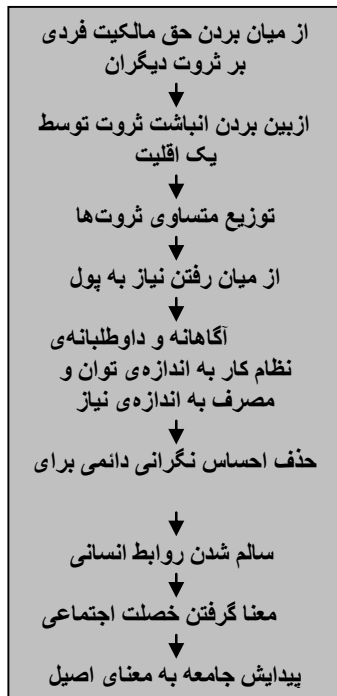 از میان بردن حق مالکیت فردی
بر ثروت دیگران
ازبین بردن انباشت ثروت توسط
یک اقلیت
توزیع متساوی ثروت‌ها
از میان رفتن نیاز به پول
آگاهانه و داوطلبانه‌ی
نظام کار به اندازه‌ی توان و
مصرف به اندازه‌ی نیاز
حذف احساس نگرانی دائمی برای
سالم شدن روابط انسانی
معنا گرفتن خصلت اجتماعی
پیدایش جامعه به معنای اصیل